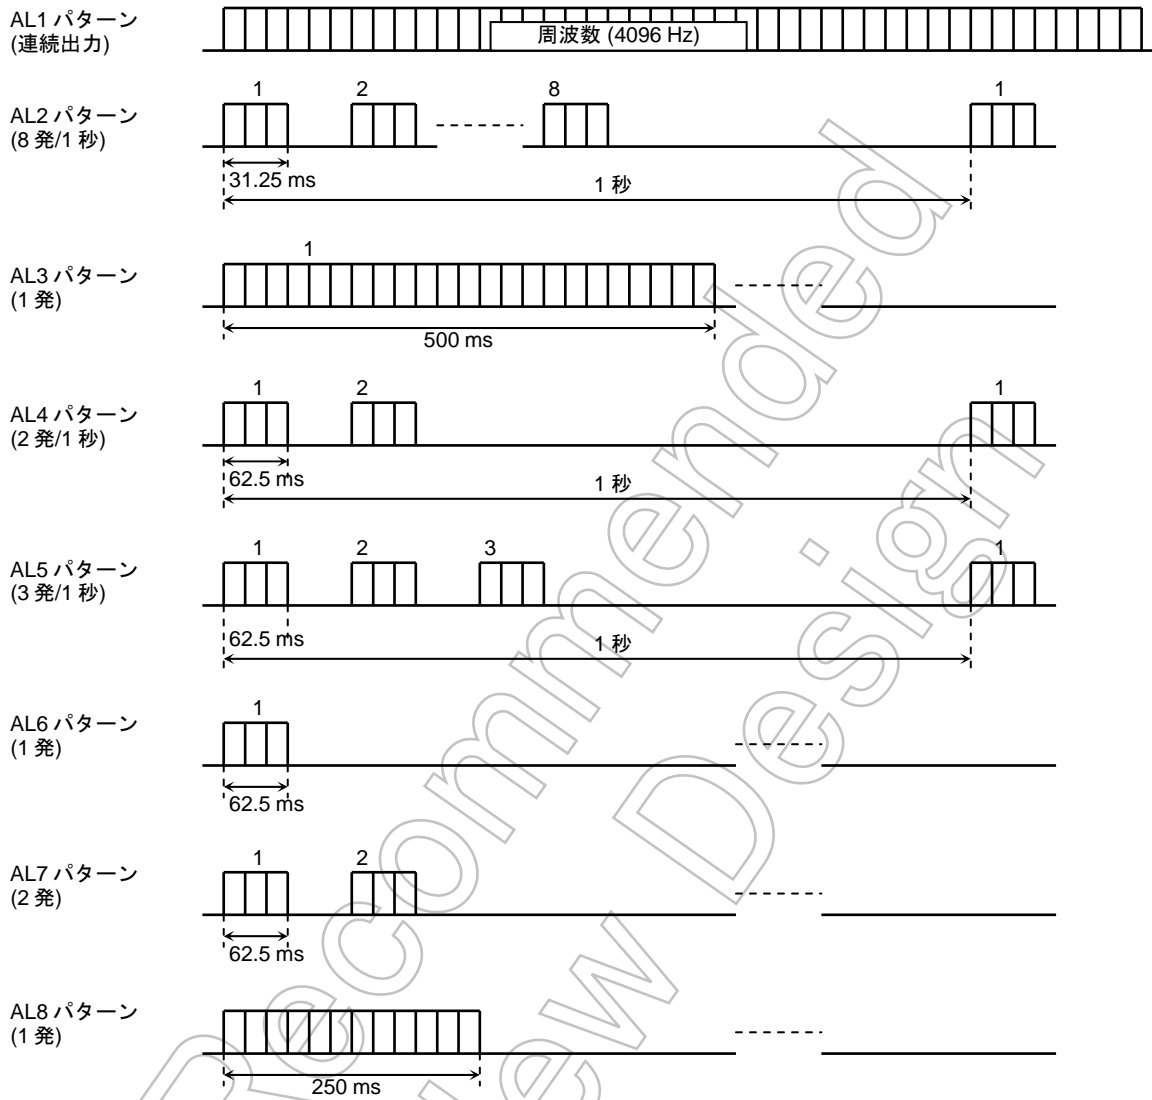 AL1 パターン
(連続出力)
周波数 (4096 Hz)
AL2 パターン
(8 発/1 秒)
1
2
8
1
31.25 ms
1 秒
AL3 パターン
(1 発)
1
500 ms
AL4 パターン
(2 発/1 秒)
1
2
1
62.5 ms
1 秒
AL5 パターン
(3 発/1 秒)
1
2
3
1
62.5 ms
1 秒
AL6 パターン
(1 発)
1
62.5 ms
AL7 パターン
(2 発)
1
2
62.5 ms
AL8 パターン
(1 発)
1
250 ms
Recommended
ew Design